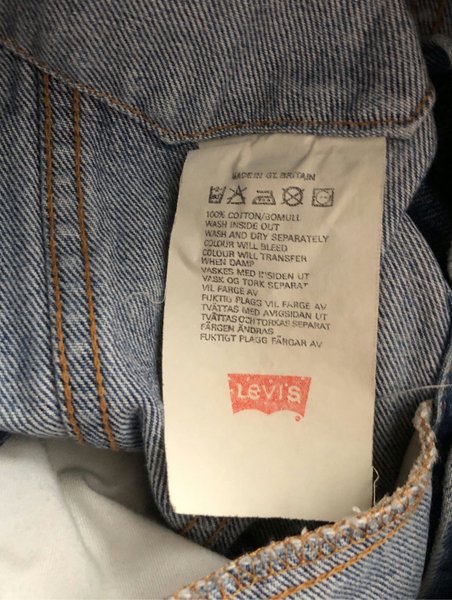 MADE IN GT. BRITAIN
100% COTTON/BOMULL
WASH INSIDE OUT
WASH AND DRY SEPARATELY
COLOUR WILL BLEED
COLOUR WILL TRANSFER
WHEN DAMP
VASKES MED INSIDEN UT
VASK OG TORK SEPARAT
VIL FARGE AV
FUKTIG PLAGG VIL FARGE AV
TVÄTTAS MED AVIGSIDAN UT
TVÄTTAS OCH TORKAS SEPARAT
FÄRGEN ÄNDRAS
FUKTIGT PLAGG FÄRGAR AV
Levi's
®